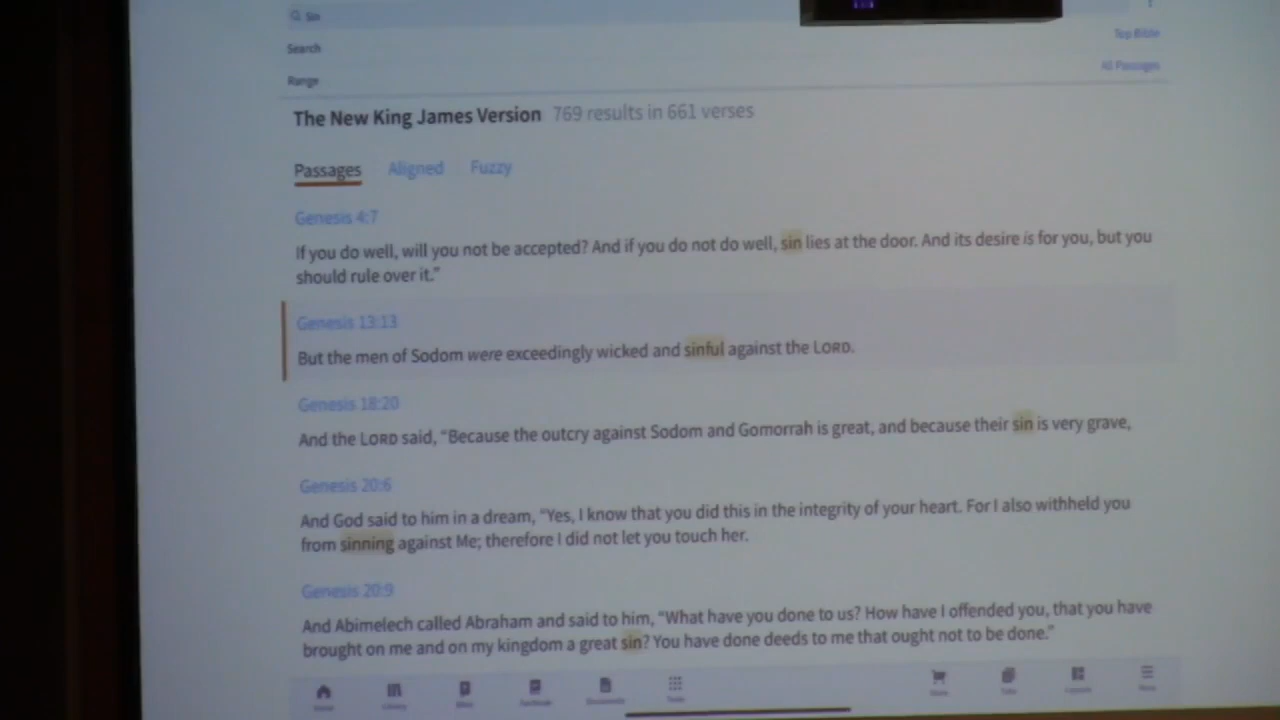 Sin
Search
Top Bible
Range
All Passages
The New King James Version 769 results in 661 verses
Passages Aligned Fuzzy
Genesis 4:7
If you do well, will you not be accepted? And if you do not do well, sin lies at the door. And its desire is for you, but you
should rule over it.”
Genesis 13:13
But the men of Sodom were exceedingly wicked and sinful against the LORD.
Genesis 18:20
And the LORD said, “Because the outcry against Sodom and Gomorrah is great, and because their sin is very grave,
Genesis 20:6
And God said to him in a dream, “Yes, I know that you did this in the integrity of your heart. For I also withheld you
from sinning against Me; therefore I did not let you touch her.
Genesis 20:9
And Abimelech called Abraham and said to him, “What have you done to us? How have I offended you, that you have
brought on me and on my kingdom a great sin? You have done deeds to me that ought not to be done.”